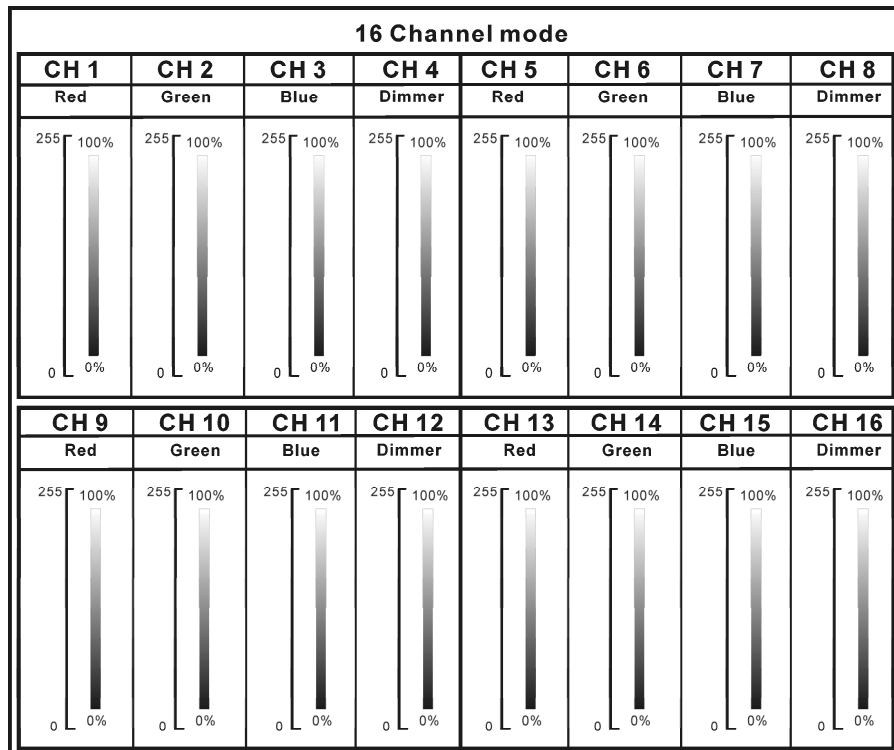 16 Channel mode
CH 1 CH 2 CH 3 CH 4 CH 5 CH 6 CH 7 CH 8
Red Green Blue Dimmer Red Green Blue Dimmer
255 100% 255 100% 255 100% 255 100% 255 100% 255 100% 255 100% 255 100%
0 0% 0 0% 0 0% 0 0% 0 0% 0 0% 0 0% 0 0%
CH 9 CH 10 CH 11 CH 12 CH 13 CH 14 CH 15 CH 16
Red Green Blue Dimmer Red Green Blue Dimmer
255 100% 255 100% 255 100% 255 100% 255 100% 255 100% 255 100% 255 100%
0 0% 0 0% 0 0% 0 0% 0 0% 0 0% 0 0% 0 0%